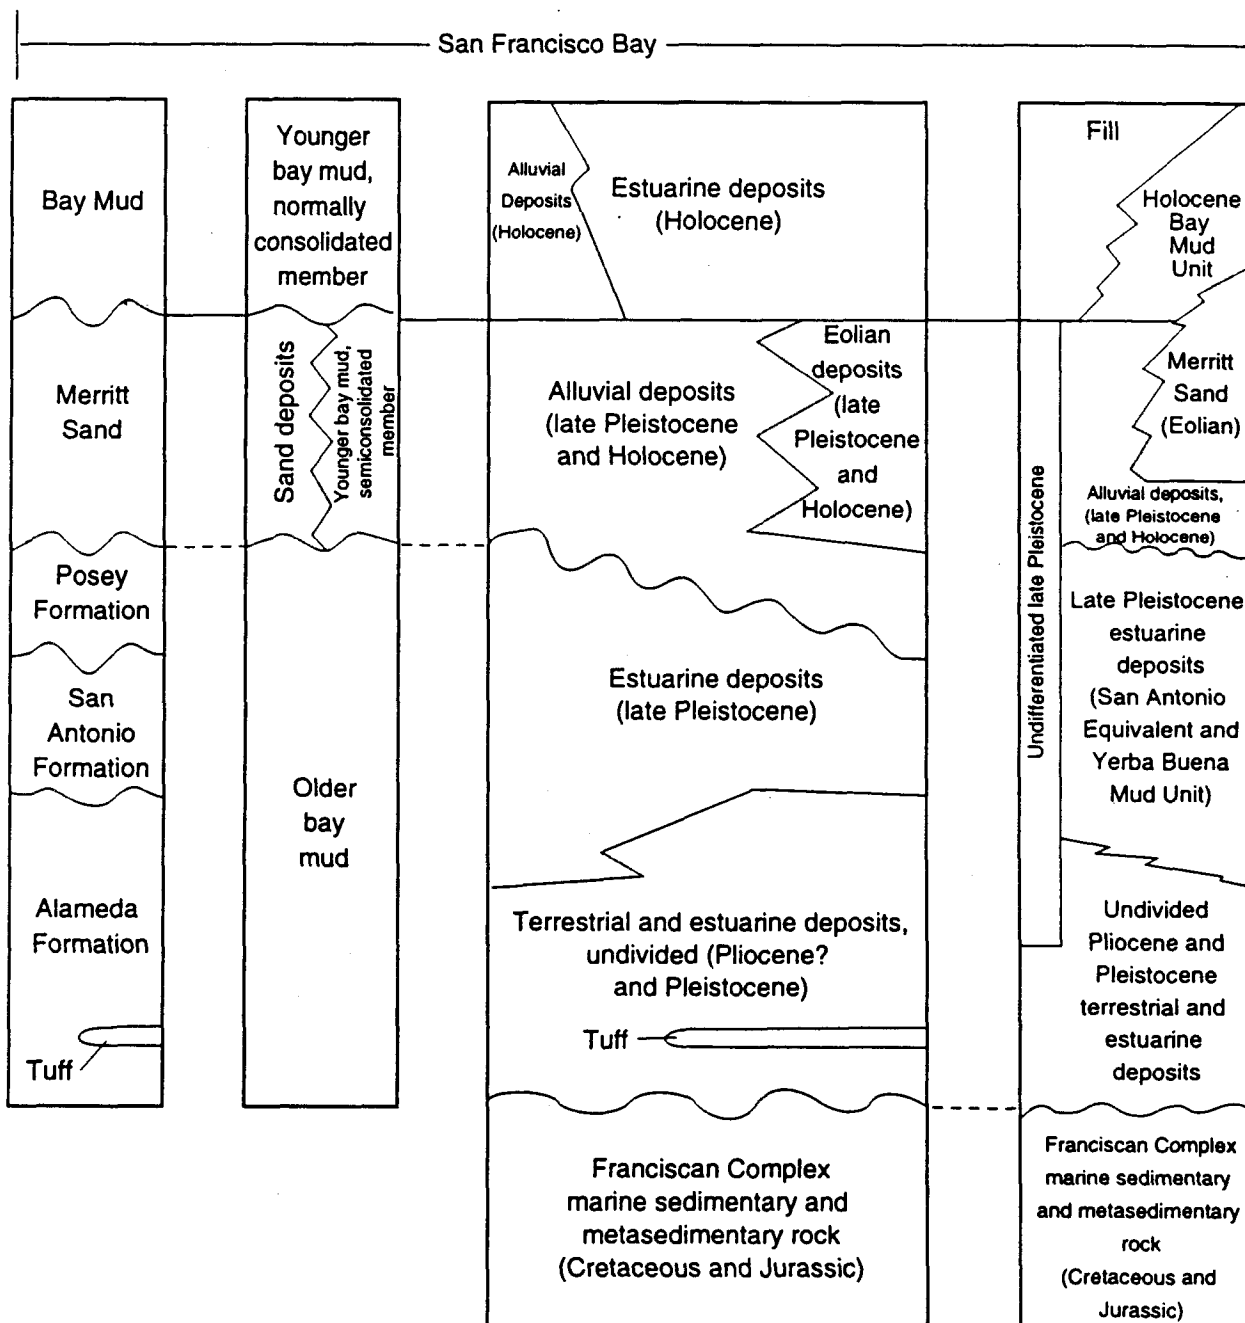 San Francisco Bay
Bay Mud
Merritt
Sand
Posey
Formation
San
Antonio
Formation
Alameda
Formation
Tuff
Younger
bay mud,
normally
consolidated
member
Sand deposits
Younger bay mud,
semiconsolidated
member
Older
bay
mud
Alluvial
Deposits
(Holocene)
Estuarine deposits
(Holocene)
Alluvial deposits
(late Pleistocene
and Holocene)
Eolian
deposits
(late
Pleistocene
and
Holocene)
Estuarine deposits
(late Pleistocene)
Terrestrial and estuarine deposits,
undivided (Pliocene?
and Pleistocene)
Tuff
Franciscan Complex
marine sedimentary and
metasedimentary rock
(Cretaceous and Jurassic)
Fill
Holocene
Bay
Mud
Unit
Undifferentiated late Pleistocene
Merritt
Sand
(Eolian)
Alluvial deposits,
(late Pleistocene
and Holocene)
Late Pleistocene
estuarine
deposits
(San Antonio
Equivalent and
Yerba Buena
Mud Unit)
Undivided
Pliocene and
Pleistocene
terrestrial and
estuarine
deposits
Franciscan Complex
marine sedimentary
and metasedimentary
rock
(Cretaceous and
Jurassic)